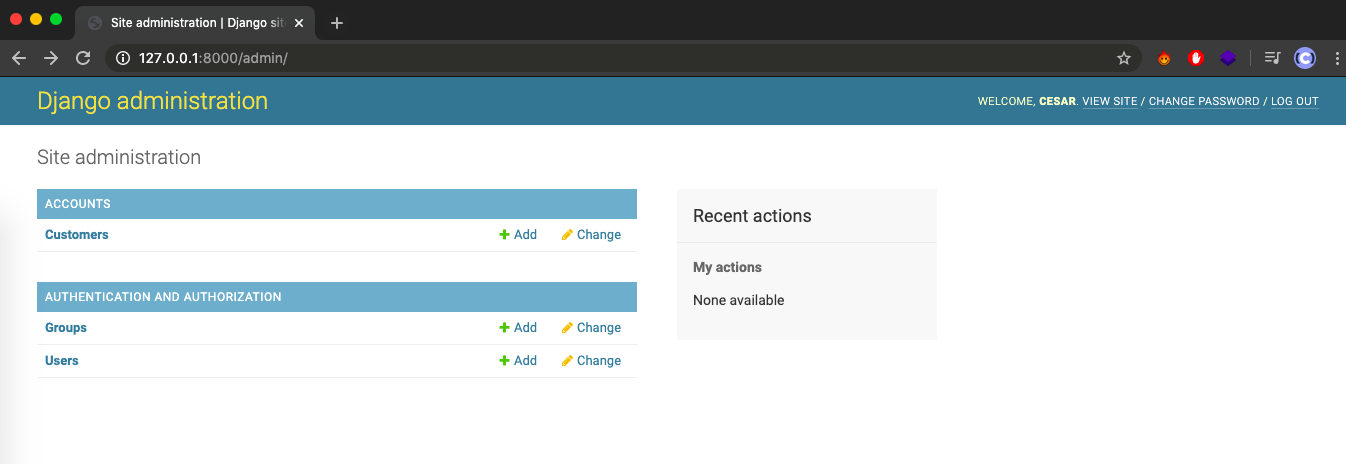 Site administration | Django sit
127.0.0.1:8000/admin/
Django administration
WELCOME, CESAR. VIEW SITE / CHANGE PASSWORD / LOG OUT
Site administration
ACCOUNTS
Customers Add Change
AUTHENTICATION AND AUTHORIZATION
Groups Add Change
Users Add Change
Recent actions
My actions
None available